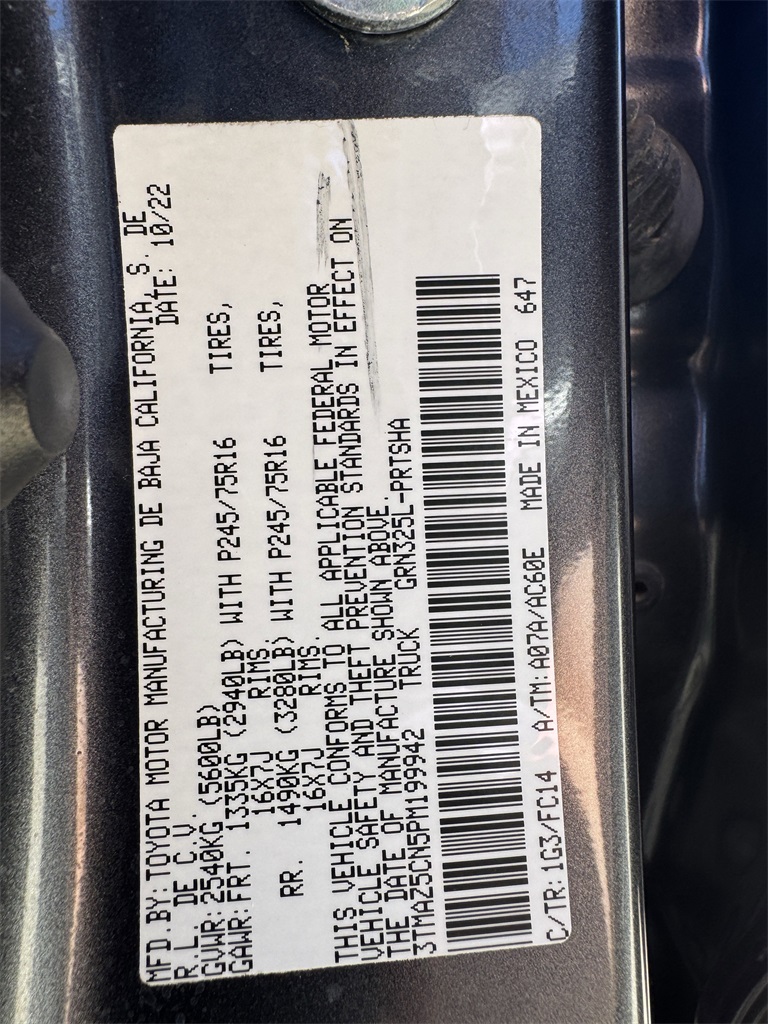 MFD.BY: TOYOTA MOTOR MANUFACTURING DE BAJA CALIFORNIA, S. DE
R.L. DE C.V. DATE: 10/22
GVWR: 2540KG (5600LB)
GAWR: FRT. 1335KG (2940LB) WITH P245/75R16 TIRES,
16X7J RIMS.
RR. 1490KG (3280LB) WITH P245/75R16 TIRES,
16X7J RIMS.
THIS VEHICLE CONFORMS TO ALL APPLICABLE FEDERAL MOTOR
VEHICLE SAFETY AND THEFT PREVENTION STANDARDS IN EFFECT ON
THE DATE OF MANUFACTURE SHOWN ABOVE.
3TMAZ5CN5PM199942 TRUCK GRN325L-PRTSHA
C/TR: 1G3/FC14 A/TM: A07A/AC60E MADE IN MEXICO 647